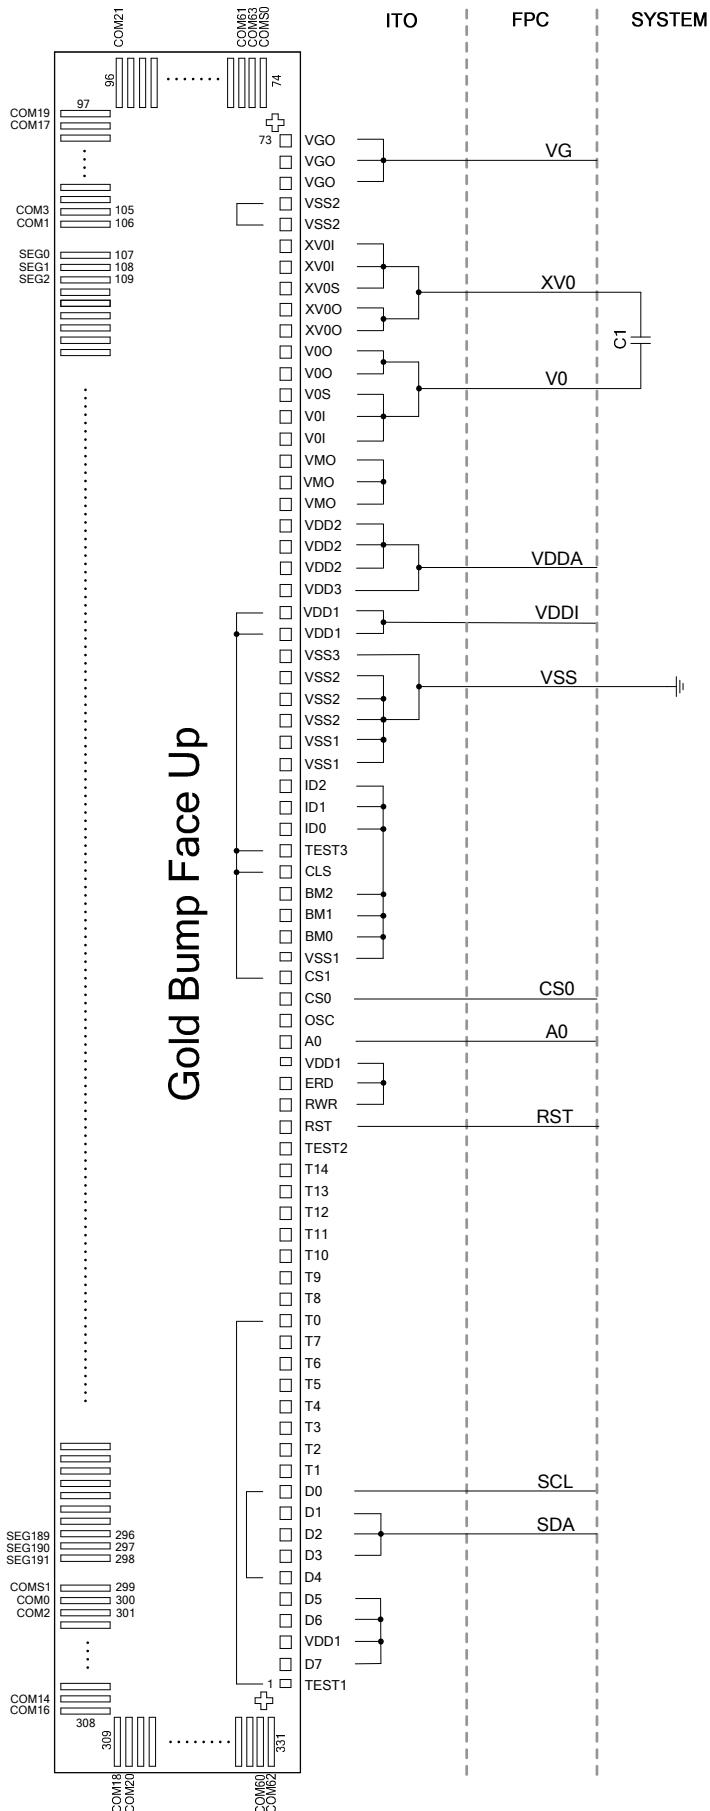 ITO FPC SYSTEM
COM21 COM61 COM63 COMS0
96 74
97
COM19
COM17
73 VGO
VGO VG
VGO
VSS2
COM3 105
COM1 106 VSS2
XV0I
SEG0 107
SEG1 108 XV0I
SEG2 109
XV0S XV0
XV0O
XV0O
C1
V0O
V0O
V0
V0S
V0I
V0I
VMO
VMO
VMO
VDD2
VDD2
VDD2 VDDA
VDD3
VDD1 VDDI
VDD1
VSS3
VSS2 VSS
VSS2
VSS2
VSS1
VSS1
Gold Bump Face Up
ID2
ID1
ID0
TEST3
CLS
BM2
BM1
BM0
VSS1
CS1
CS0 CS0
OSC
A0 A0
VDD1
ERD
RWR
RST RST
TEST2
T14
T13
T12
T11
T10
T9
T8
T0
T7
T6
T5
T4
T3
T2
T1
D0 SCL
D1
SEG189 296 D2 SDA
SEG190 297
SEG191 298 D3
D4
COMS1 299
COM0 300 D5
COM2 301
D6
VDD1
D7
1 TEST1
COM14
COM16
308
309 331
COM18 COM20 COM60 COM62